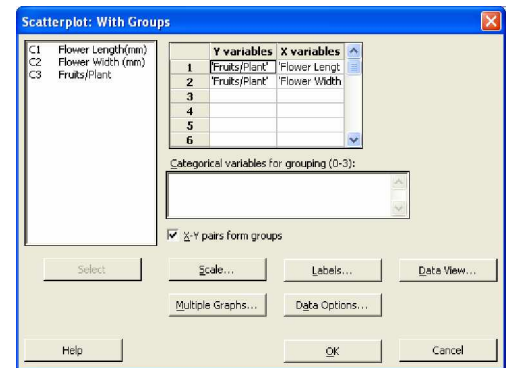 Scatterplot: With Groups
C1 Flower Length(mm)
C2 Flower Width (mm)
C3 Fruits/Plant
Y variables X variables
1 'Fruits/Plant' 'Flower Lengt
2 'Fruits/Plant' 'Flower Width
3
4
5
6
Categorical variables for grouping (0-3):
X-Y pairs form groups
Select
Scale...
Labels...
Data View...
Multiple Graphs...
Data Options...
Help
OK
Cancel